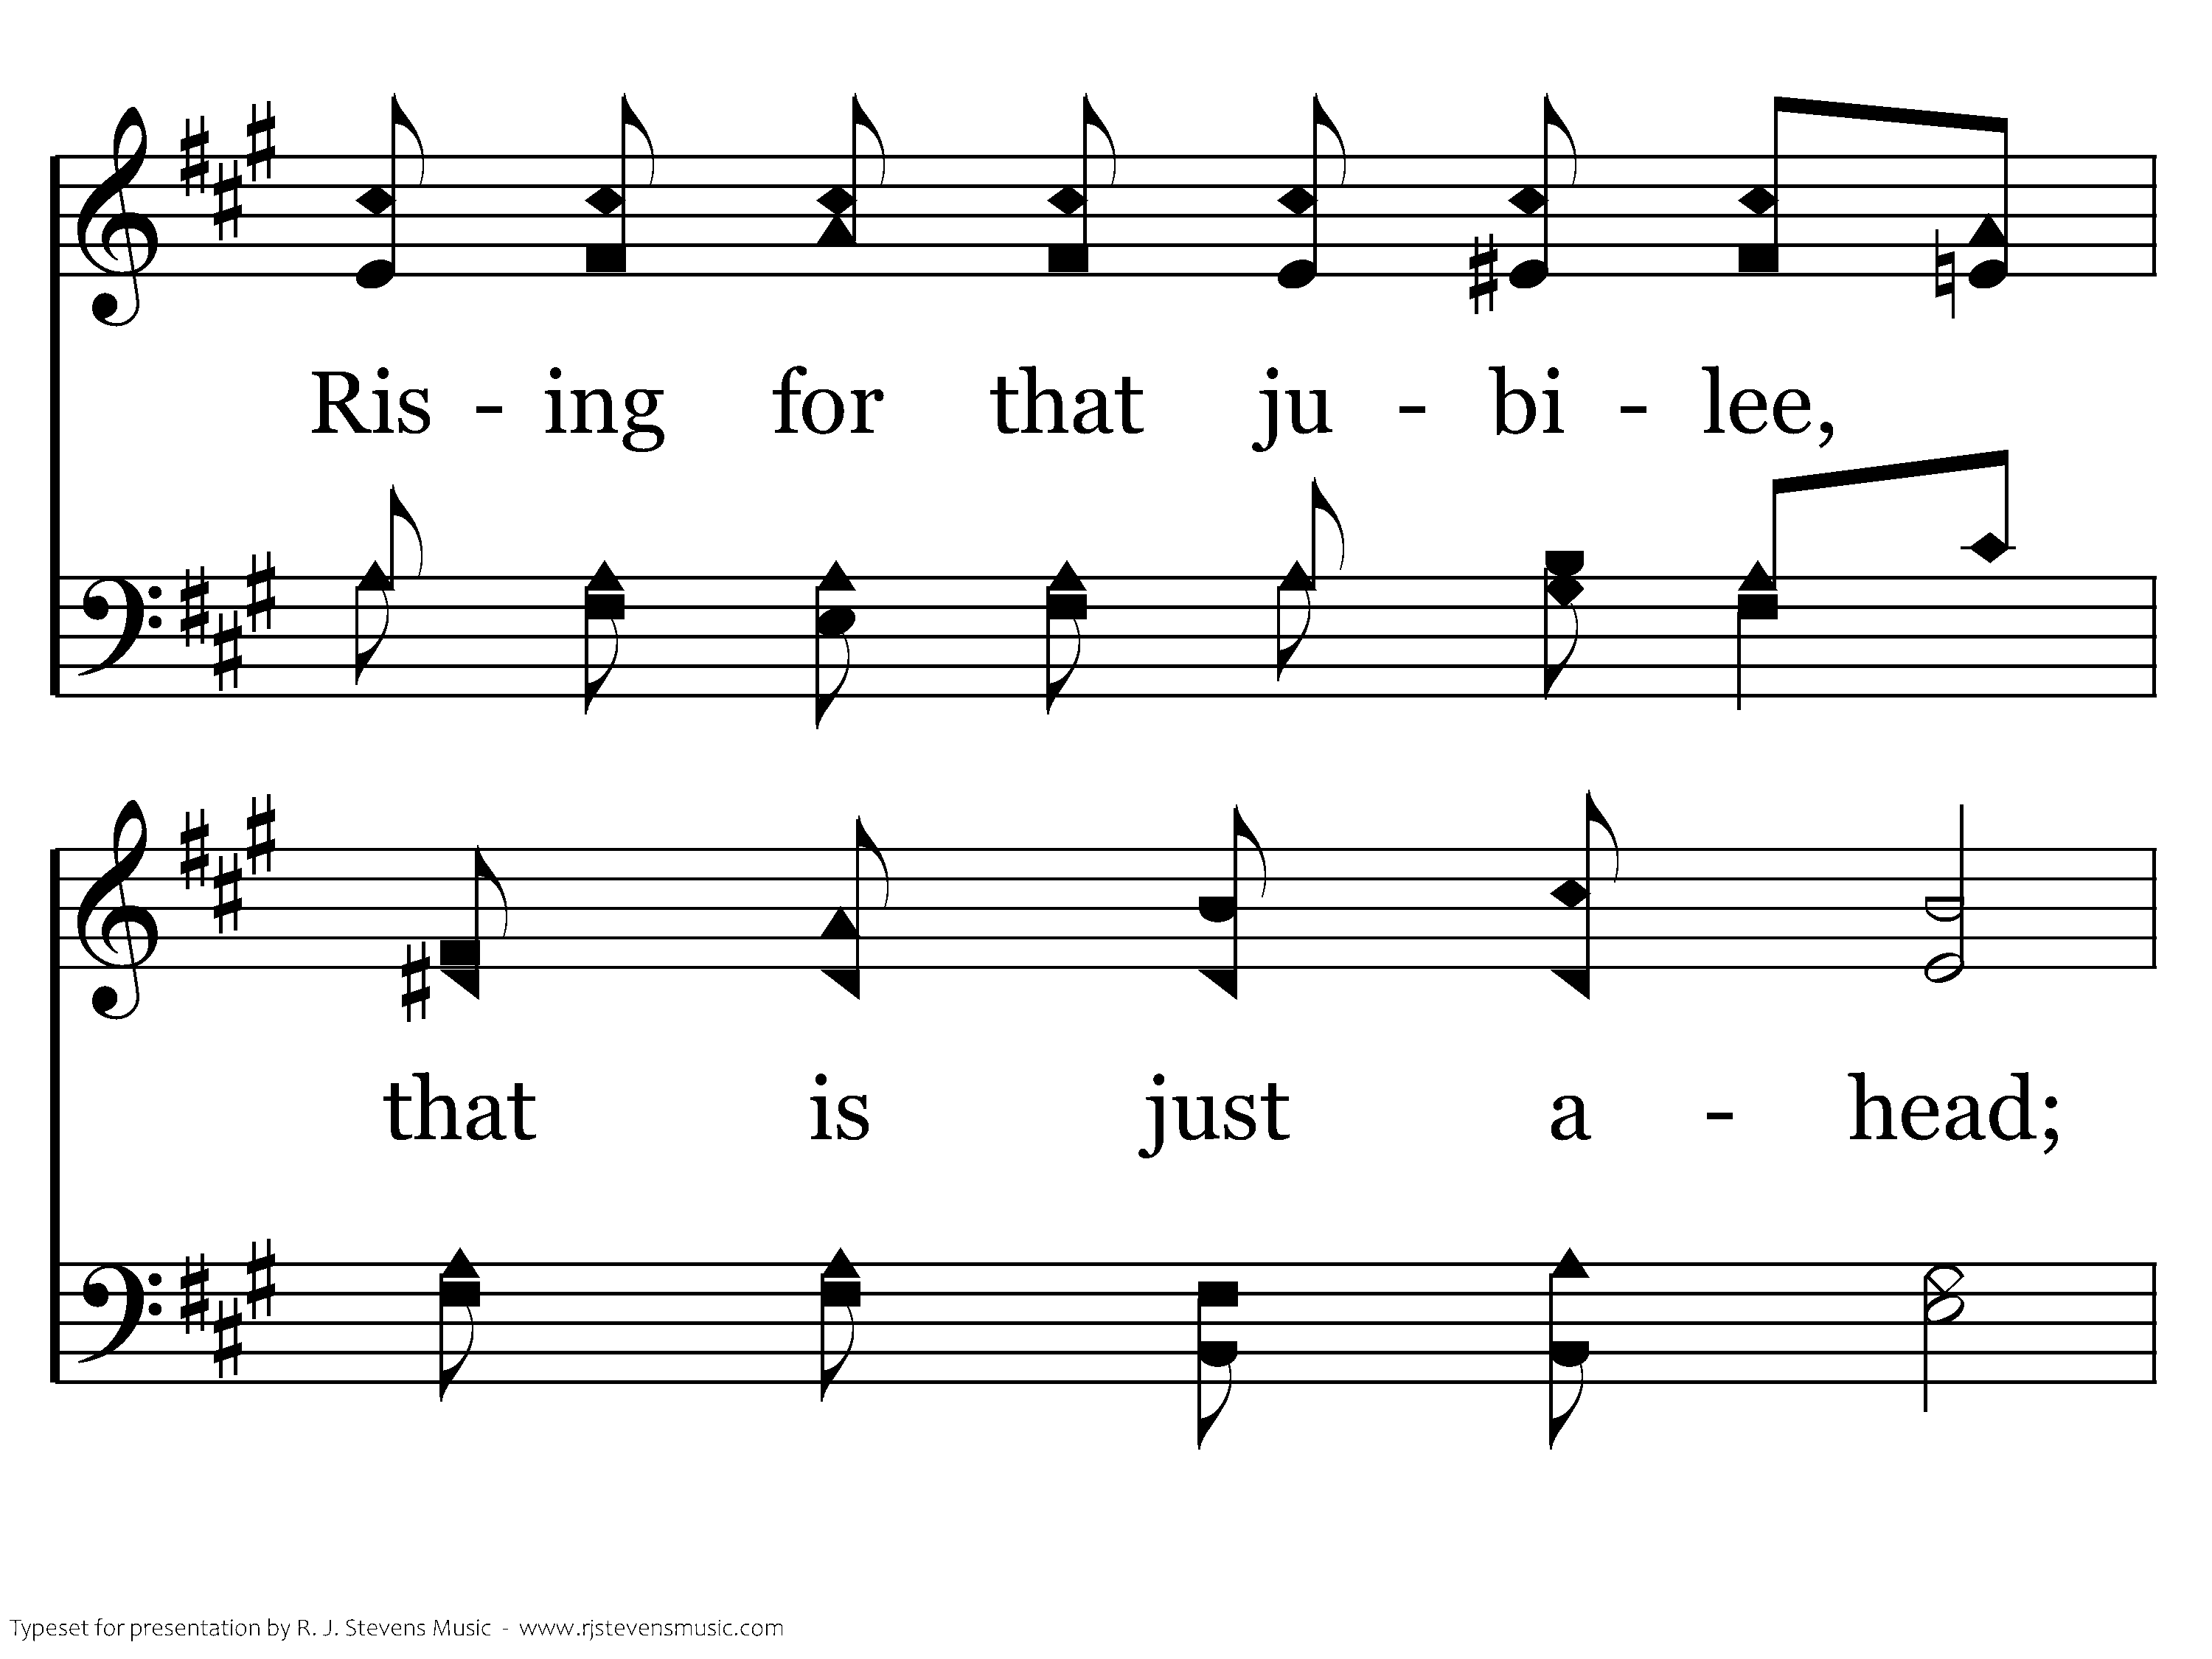 Ris - ing for that ju - bi - lee,
that is just a - head;
Typeset for presentation by R. J. Stevens Music - www.rjstevensmusic.com